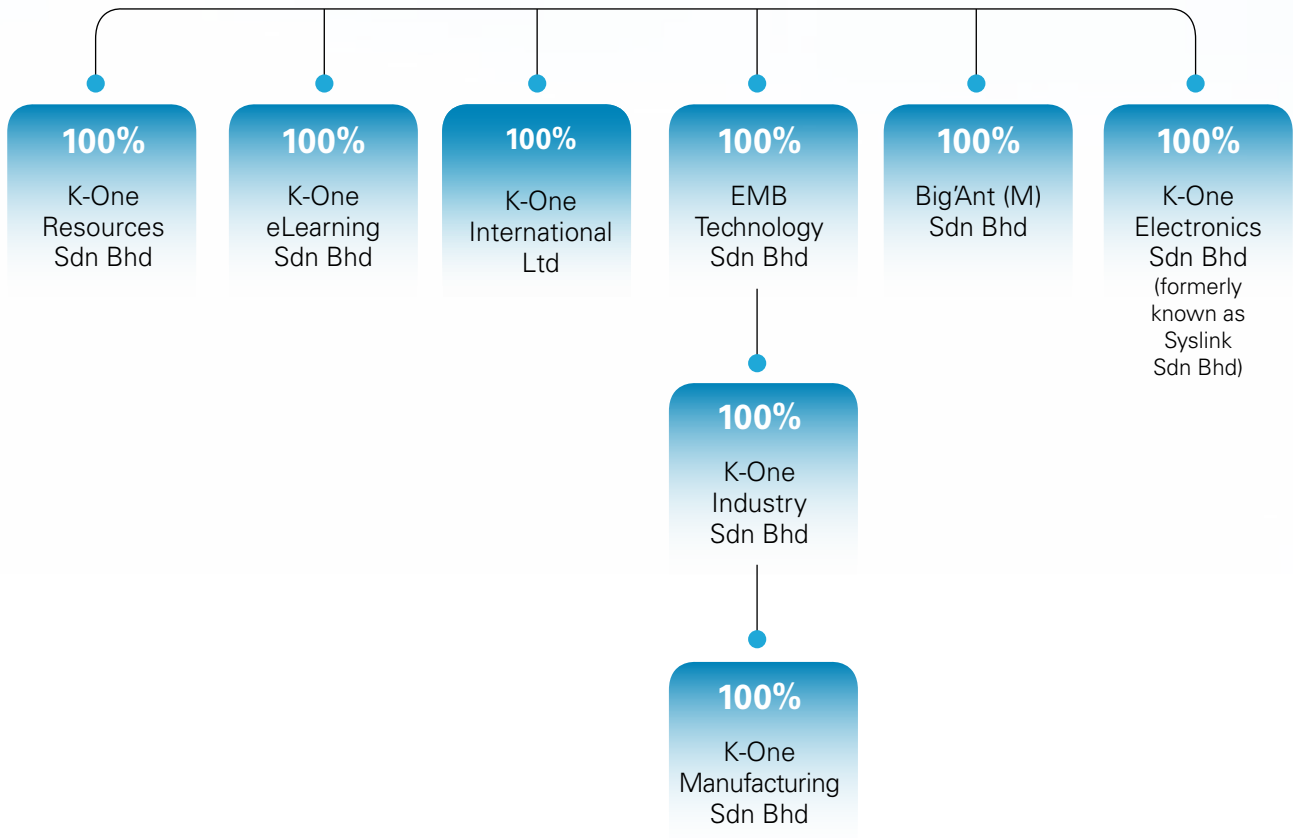 100%
K-One
Resources
Sdn Bhd
100%
K-One
eLearning
Sdn Bhd
100%
K-One
International
Ltd
100%
EMB
Technology
Sdn Bhd
100%
Big'Ant (M)
Sdn Bhd
100%
K-One
Electronics
Sdn Bhd
(formerly
known as
Syslink
Sdn Bhd)
100%
K-One
Industry
Sdn Bhd
100%
K-One
Manufacturing
Sdn Bhd